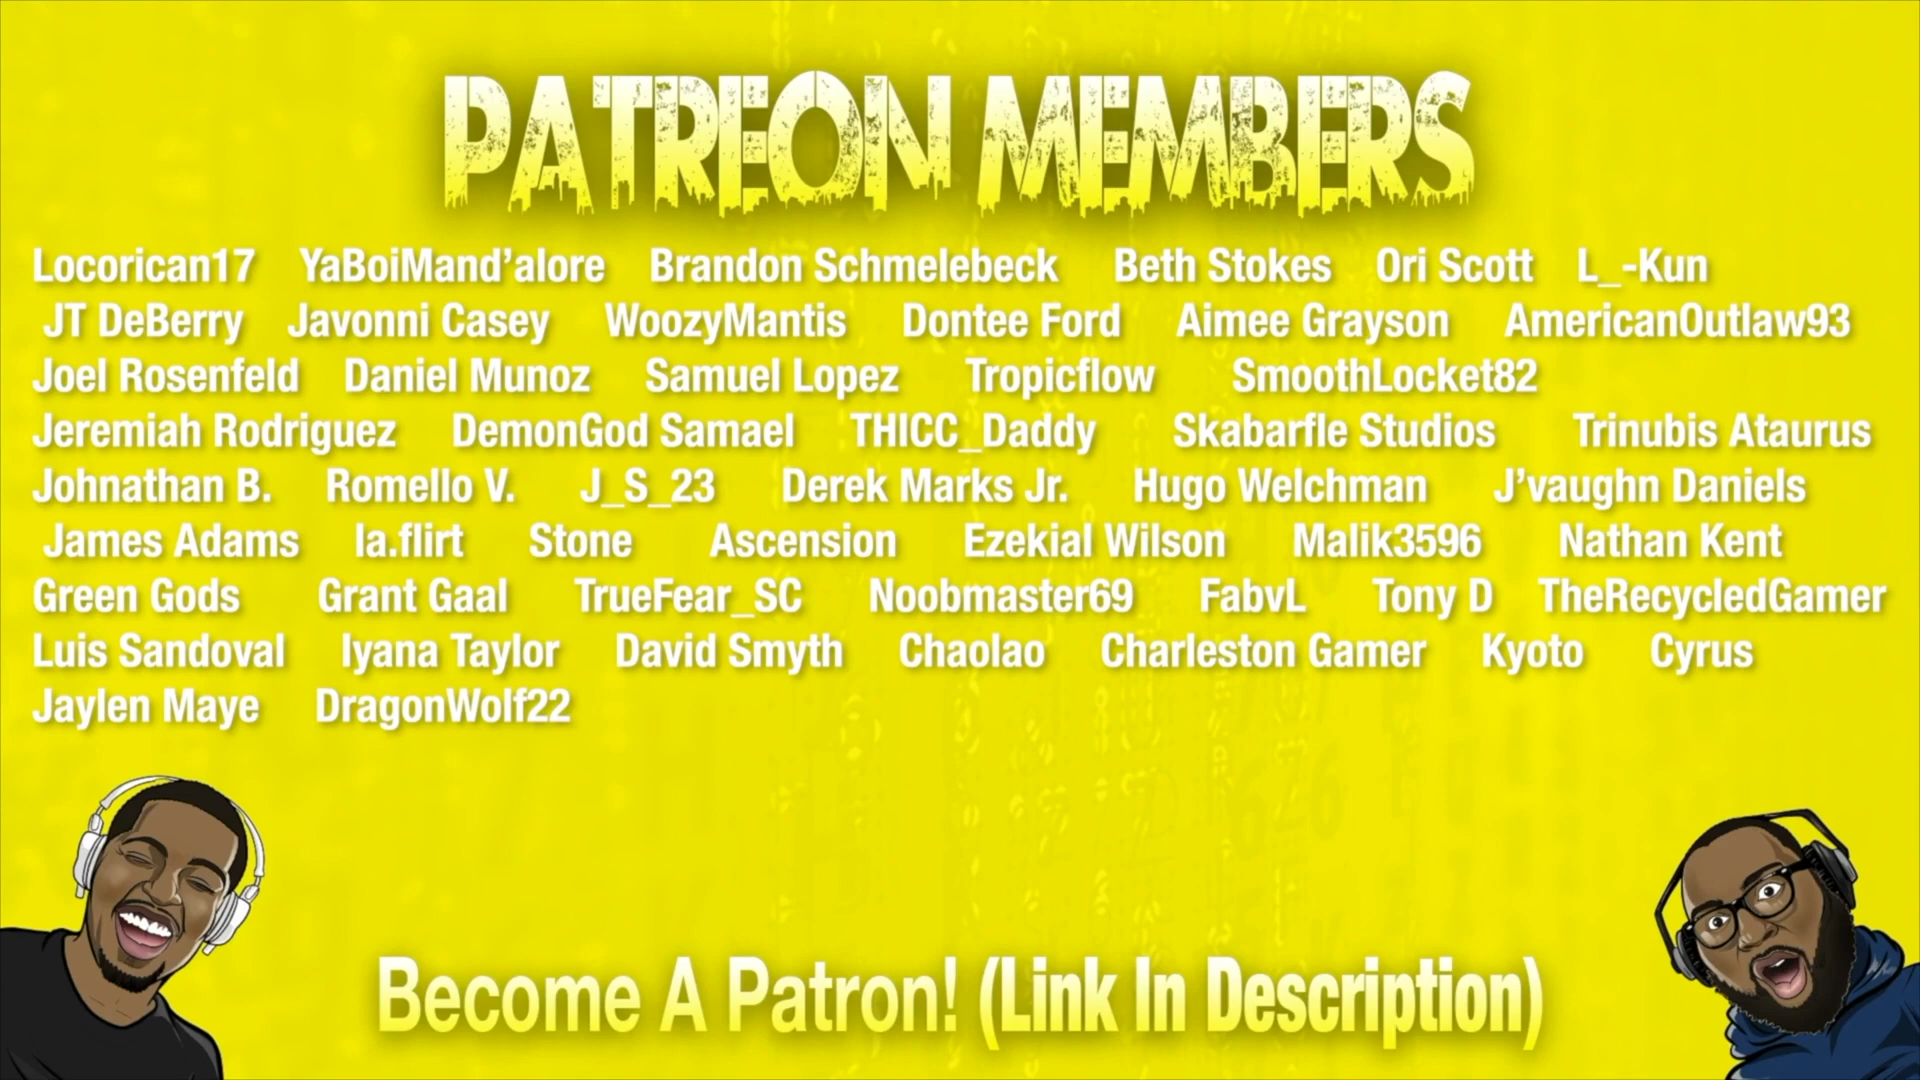 PATREON MEMBERS
Locorican17 YaBoiMand’alore Brandon Schmelebeck Beth Stokes Ori Scott L_-Kun
JT DeBerry Javonni Casey WoozyMantis Dontee Ford Aimee Grayson AmericanOutlaw93
Joel Rosenfeld Daniel Munoz Samuel Lopez Tropicflow SmoothLocket82
Jeremiah Rodriguez DemonGod Samael THICC_Daddy Skabarfle Studios Trinubis Ataurus
Johnathan B. Romello V. J_S_23 Derek Marks Jr. Hugo Welchman J’vaughn Daniels
James Adams la.flirt Stone Ascension Ezekial Wilson Malik3596 Nathan Kent
Green Gods Grant Gaal TrueFear_SC Noobmaster69 FabvL Tony D TheRecycledGamer
Luis Sandoval Iyana Taylor David Smyth Chaolao Charleston Gamer Kyoto Cyrus
Jaylen Maye DragonWolf22
Become A Patron! (Link In Description)